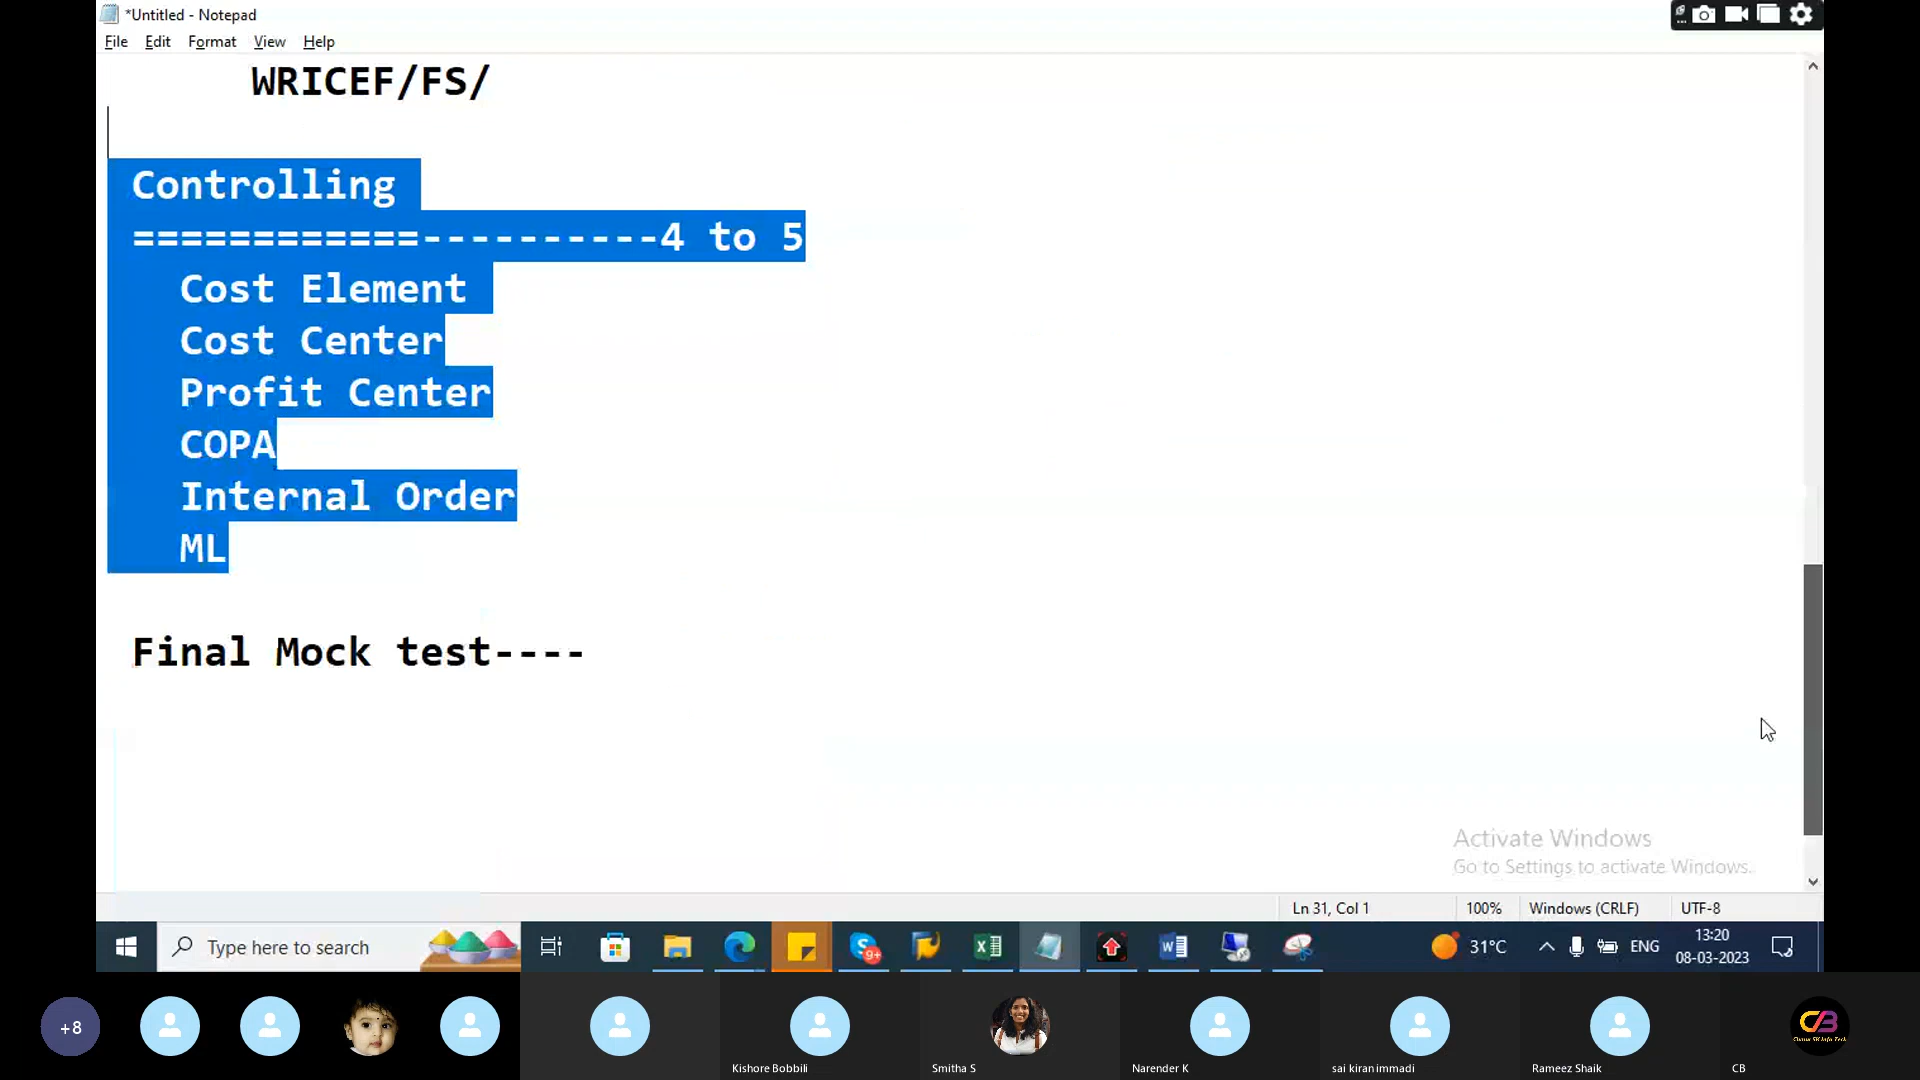 *Untitled - Notepad
File Edit Format View Help
WRICEF/FS/
Controlling
============----------4 to 5
Cost Element
Cost Center
Profit Center
COPA
Internal Order
ML
Final Mock test----
Activate Windows
Go to Settings to activate Windows.
Ln 31, Col 1 100% Windows (CRLF) UTF-8
Type here to search 9+ 31°C ENG 13:20
08-03-2023
+8
CB
Kishore Bobbili Smitha S Narender K sai kiran immadi Rameez Shaik CB